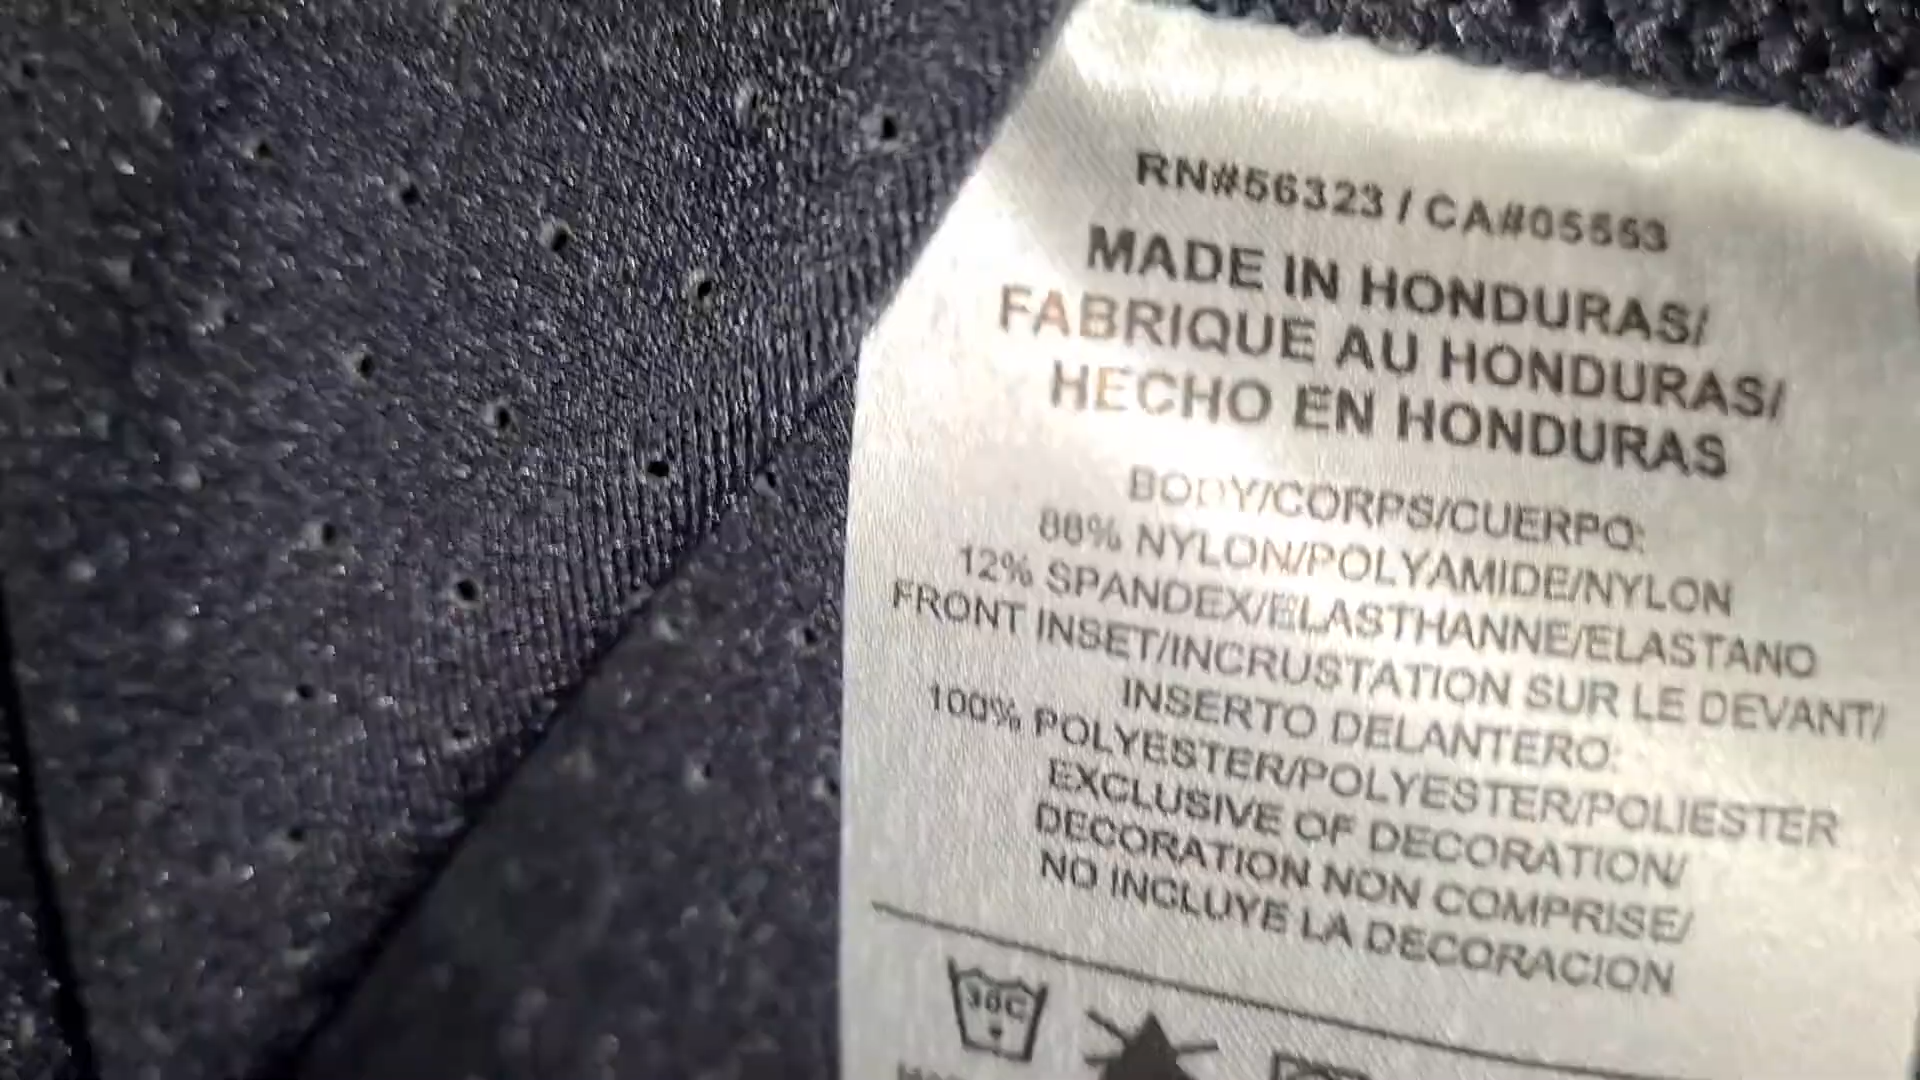 RN#56323 / CA#05553
MADE IN HONDURAS/
FABRIQUE AU HONDURAS/
HECHO EN HONDURAS
BODY/CORPS/CUERPO:
88% NYLON/POLYAMIDE/NYLON
12% SPANDEX/ELASTHANNE/ELASTANO
FRONT INSET/INCRUSTATION SUR LE DEVANT/
INSERTO DELANTERO:
100% POLYESTER/POLYESTER/POLIESTER
EXCLUSIVE OF DECORATION/
DECORATION NON COMPRISE/
NO INCLUYE LA DECORACION
30C